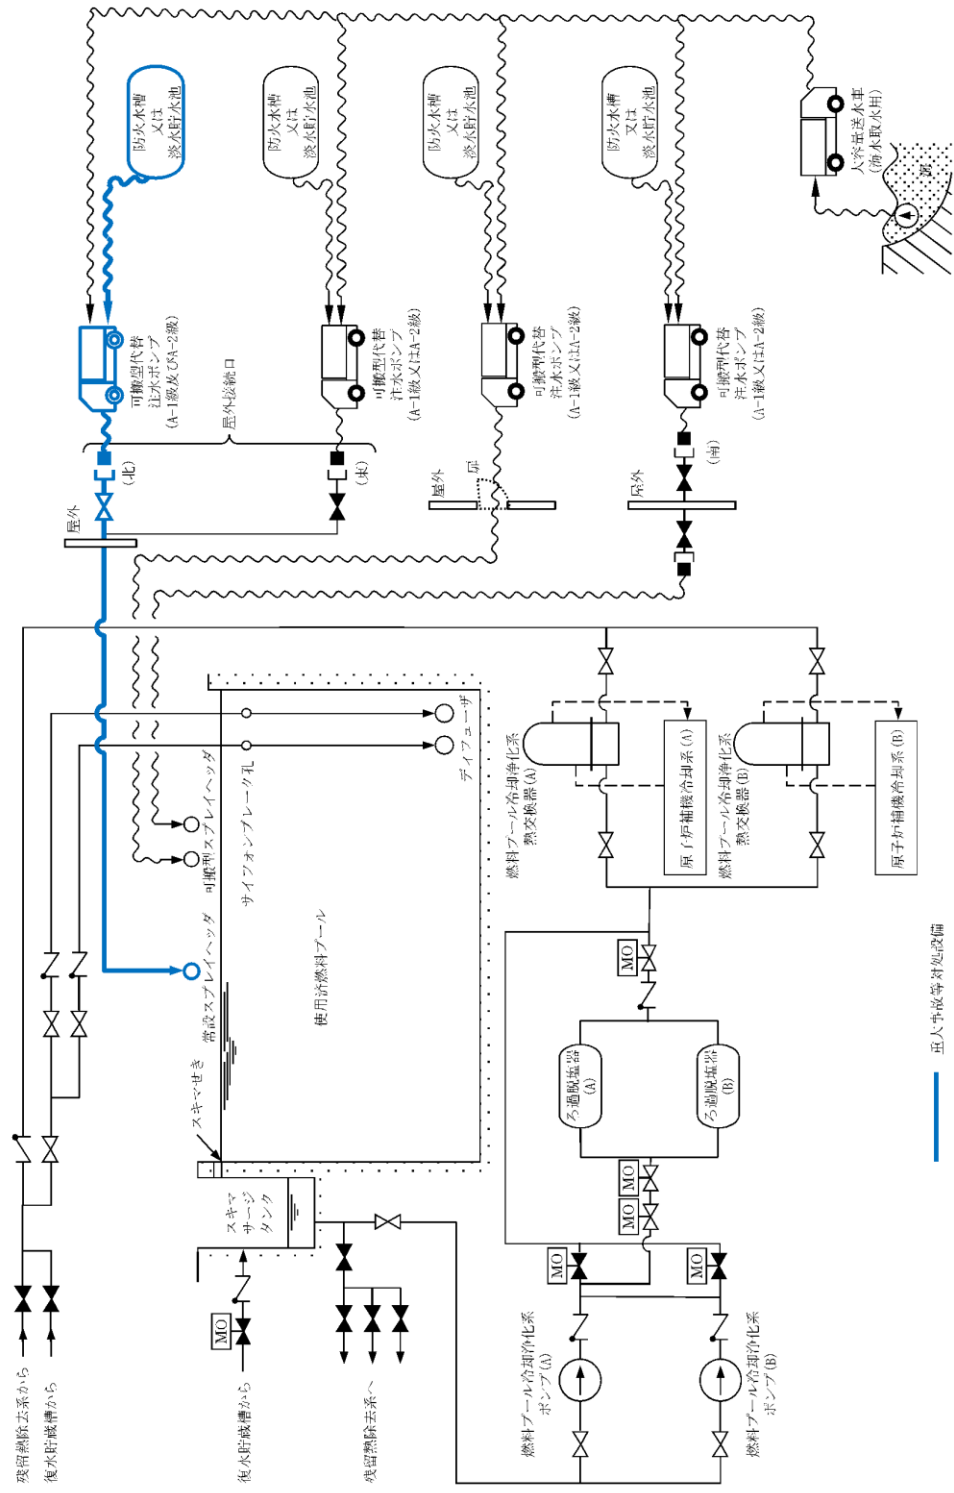 残留熱除去系から
復水貯蔵槽から
復水貯蔵槽から
残留熱除去系へ
MO
スキマ
サージ
タンク
スキマせき
常設スプレイヘッダ
可搬型スプレイヘッダ
サイフォンブレーク孔
ディフューザ
使用済燃料プール
屋外
(北)
(東)
屋外接続口
可搬型代替
注水ポンプ
(A-1級及びA-2級)
防火水槽
又は
淡水貯水池
可搬型代替
注水ポンプ
(A-1級又はA-2級)
防火水槽
又は
淡水貯水池
屋外
扉
可搬型代替
注水ポンプ
(A-1級又はA-2級)
防火水槽
又は
淡水貯水池
屋外
(南)
可搬型代替
注水ポンプ
(A-1級又はA-2級)
防火水槽
又は
淡水貯水池
大容量送水車
(海水取水用)
海
燃料プール冷却浄化系
ポンプ(A)
燃料プール冷却浄化系
ポンプ(B)
MO
MO
MO
MO
ろ過脱塩器
(A)
ろ過脱塩器
(B)
MO
燃料プール冷却浄化系
熱交換器(A)
原子炉補機冷却系(A)
燃料プール冷却浄化系
熱交換器(B)
原子炉補機冷却系(B)
重大事故等対処設備